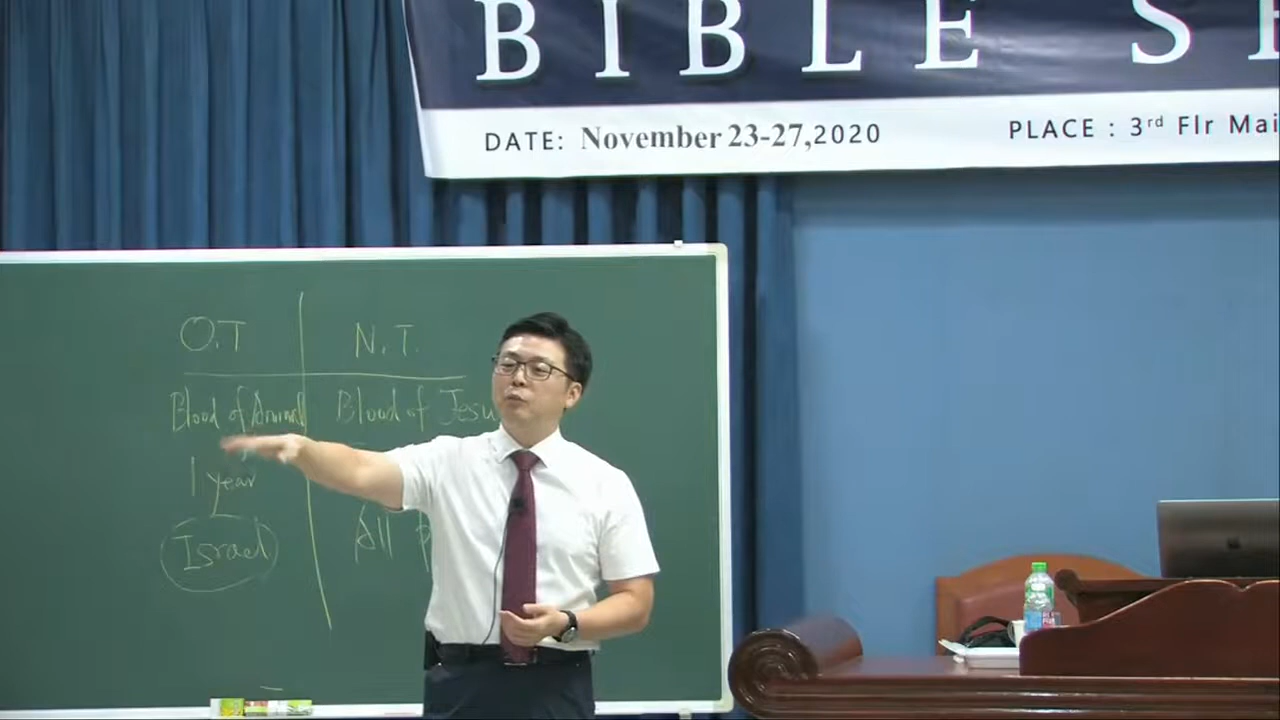 BIBLE SE
DATE: November 23-27,2020
PLACE : 3rd Flr Mai
O.T
N.T.
Blood of Animal
Blood of Jesu
1 year
Israel
All P